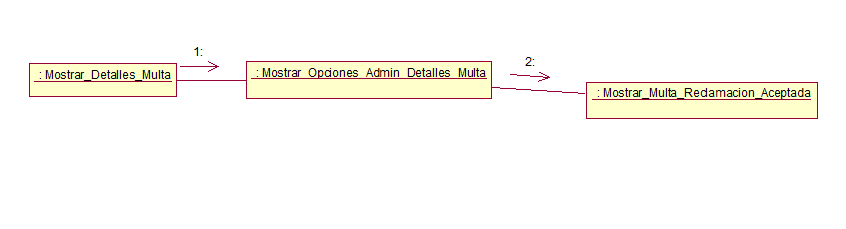 1:
: Mostrar_Detalles_Multa
: Mostrar_Opciones_Admin_Detalles_Multa
2:
: Mostrar_Multa_Reclamacion_Aceptada